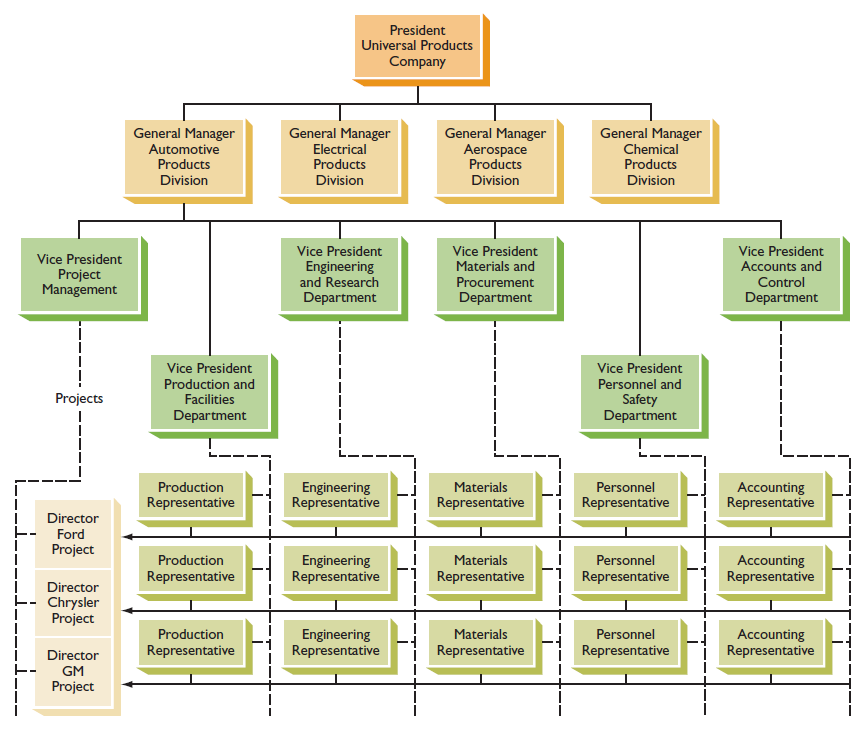 President
Universal Products
Company
General Manager
Automotive
Products
Division
General Manager
Electrical
Products
Division
General Manager
Aerospace
Products
Division
General Manager
Chemical
Products
Division
Vice President
Project
Management
Vice President
Engineering
and Research
Department
Vice President
Materials and
Procurement
Department
Vice President
Accounts and
Control
Department
Vice President
Production and
Facilities
Department
Vice President
Personnel and
Safety
Department
Projects
Production
Representative
Engineering
Representative
Materials
Representative
Personnel
Representative
Accounting
Representative
Director
Ford
Project
Production
Representative
Engineering
Representative
Materials
Representative
Personnel
Representative
Accounting
Representative
Director
Chrysler
Project
Production
Representative
Engineering
Representative
Materials
Representative
Personnel
Representative
Accounting
Representative
Director
GM
Project